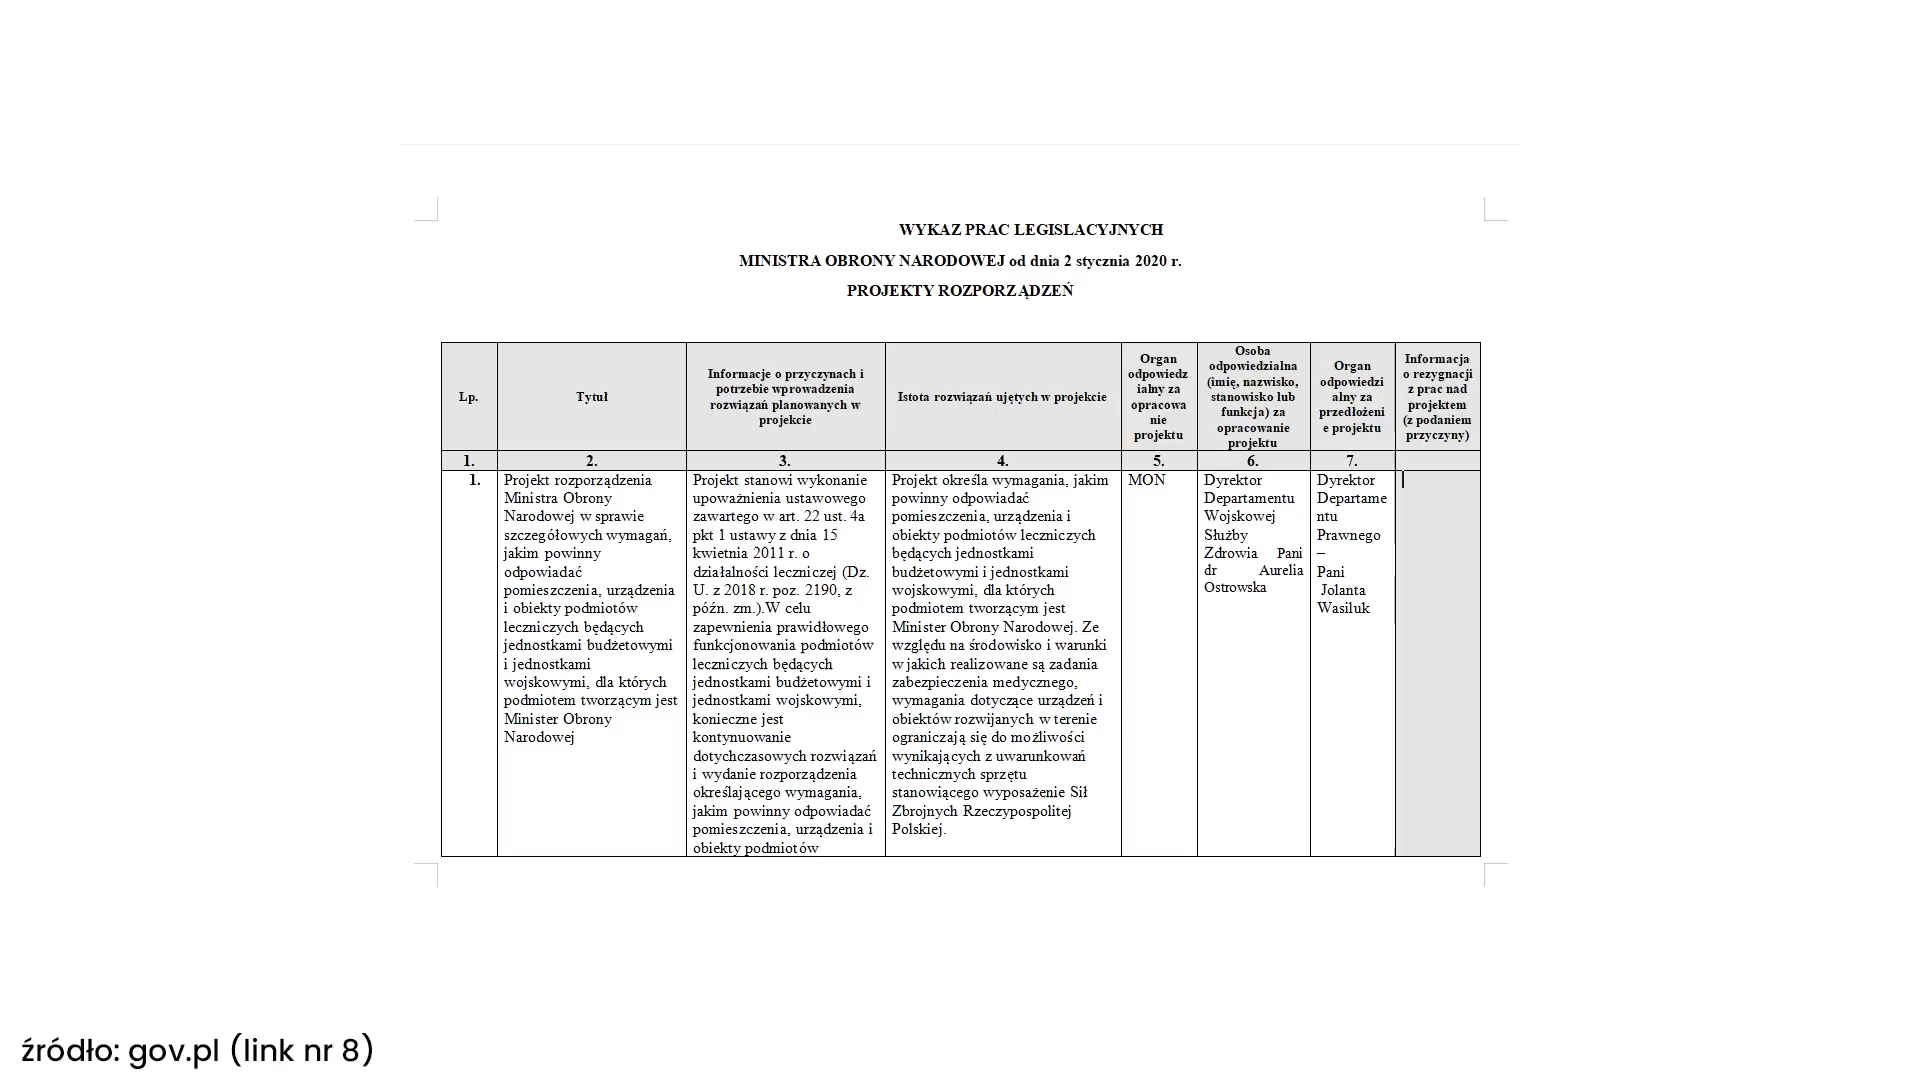 WYKAZ PRAC LEGISLACYJNYCH
MINISTRA OBRONY NARODOWEJ od dnia 2 stycznia 2020 r.
PROJEKTY ROZPORZĄDZEŃ
Lp.
Tytuł
Informacje o przyczynach i
potrzebie wprowadzenia
rozwiązań planowanych w
projekcie
Istota rozwiązań ujętych w projekcie
Organ
odpowiedz
ialny za
opracowa
nie
projektu
Osoba
odpowiedzialna
(imię, nazwisko,
stanowisko lub
funkcja) za
opracowanie
projektu
Organ
odpowiedzi
alny za
przedłożeni
e projektu
Informacja
o rezygnacji
z prac nad
projektem
(z podaniem
przyczyny)
1.
2.
3.
4.
5.
6.
7.
1.
Projekt rozporządzenia
Ministra Obrony
Narodowej w sprawie
szczegółowych wymagań,
jakim powinny
odpowiadać
pomieszczenia, urządzenia
i obiekty podmiotów
leczniczych będących
jednostkami budżetowymi
i jednostkami
wojskowymi, dla których
podmiotem tworzącym jest
Minister Obrony
Narodowej
Projekt stanowi wykonanie
upoważnienia ustawowego
zawartego w art. 22 ust. 4a
pkt 1 ustawy z dnia 15
kwietnia 2011 r. o
działalności leczniczej (Dz.
U. z 2018 r. poz. 2190, z
późn. zm.).W celu
zapewnienia prawidłowego
funkcjonowania podmiotów
leczniczych będących
jednostkami budżetowymi i
jednostkami wojskowymi,
konieczne jest
kontynuowanie
dotychczasowych rozwiązań
i wydanie rozporządzenia
określającego wymagania,
jakim powinny odpowiadać
pomieszczenia, urządzenia i
obiekty podmiotów
Projekt określa wymagania, jakim
powinny odpowiadać
pomieszczenia, urządzenia i
obiekty podmiotów leczniczych
będących jednostkami
budżetowymi i jednostkami
wojskowymi, dla których
podmiotem tworzącym jest
Minister Obrony Narodowej. Ze
względu na środowisko i warunki
w jakich realizowane są zadania
zabezpieczenia medycznego,
wymagania dotyczące urządzeń i
obiektów rozwijanych w terenie
ograniczają się do możliwości
wynikających z uwarunkowań
technicznych sprzętu
stanowiącego wyposażenie Sił
Zbrojnych Rzeczypospolitej
Polskiej.
MON
Dyrektor
Departamentu
Wojskowej
Służby
Zdrowia Pani
dr Aurelia
Ostrowska
Dyrektor
Departame
ntu
Prawnego
–
Pani
Jolanta
Wasiluk
źródło: gov.pl (link nr 8)